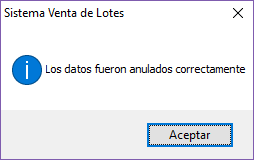 Sistema Venta de Lotes
Los datos fueron anulados correctamente
Aceptar